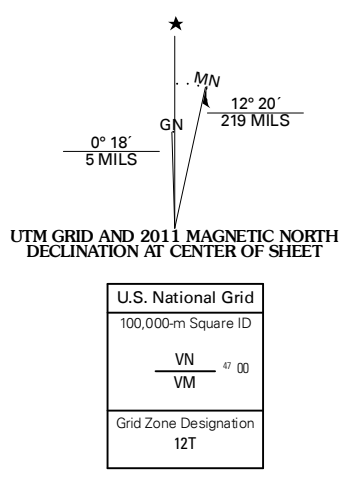 ★
MN
GN
12° 20´
219 MILS
0° 18´
5 MILS
UTM GRID AND 2011 MAGNETIC NORTH
DECLINATION AT CENTER OF SHEET
U.S. National Grid
100,000-m Square ID
VN
47 00
VM
Grid Zone Designation
12T